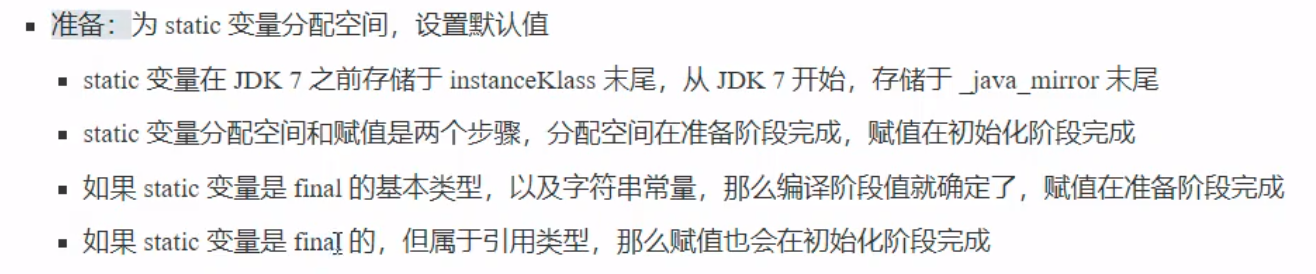 准备：为 static 变量分配空间，设置默认值
static 变量在 JDK 7 之前存储于 instanceKlass 末尾，从 JDK 7 开始，存储于 _java_mirror 末尾
static 变量分配空间和赋值是两个步骤，分配空间在准备阶段完成，赋值在初始化阶段完成
如果 static 变量是 final 的基本类型，以及字符串常量，那么编译阶段值就确定了，赋值在准备阶段完成
如果 static 变量是 final 的，但属于引用类型，那么赋值也会在初始化阶段完成